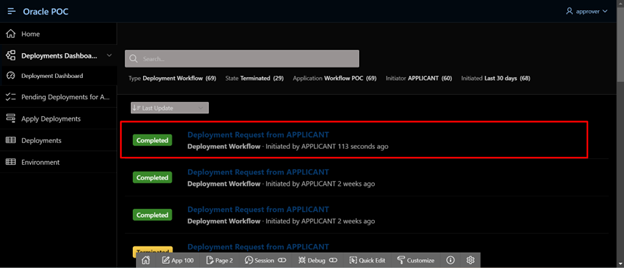 Oracle POC
approver
Home
Deployments Dashboa...
Deployment Dashboard
Pending Deployments for A...
Apply Deployments
Deployments
Environment
Search...
Type Deployment Workflow (69) State Terminated (29) Application Workflow POC (69) Initiator APPLICANT (60) Initiated Last 30 days (68)
Last Update
Completed
Deployment Request from APPLICANT
Deployment Workflow · Initiated by APPLICANT 113 seconds ago
Completed
Deployment Request from APPLICANT
Deployment Workflow · Initiated by APPLICANT 2 weeks ago
Completed
Deployment Request from APPLICANT
Deployment Workflow · Initiated by APPLICANT 2 weeks ago
Terminated
Deployment Request from APPLICANT
App 100 Page 2 Session Debug Quick Edit Customize